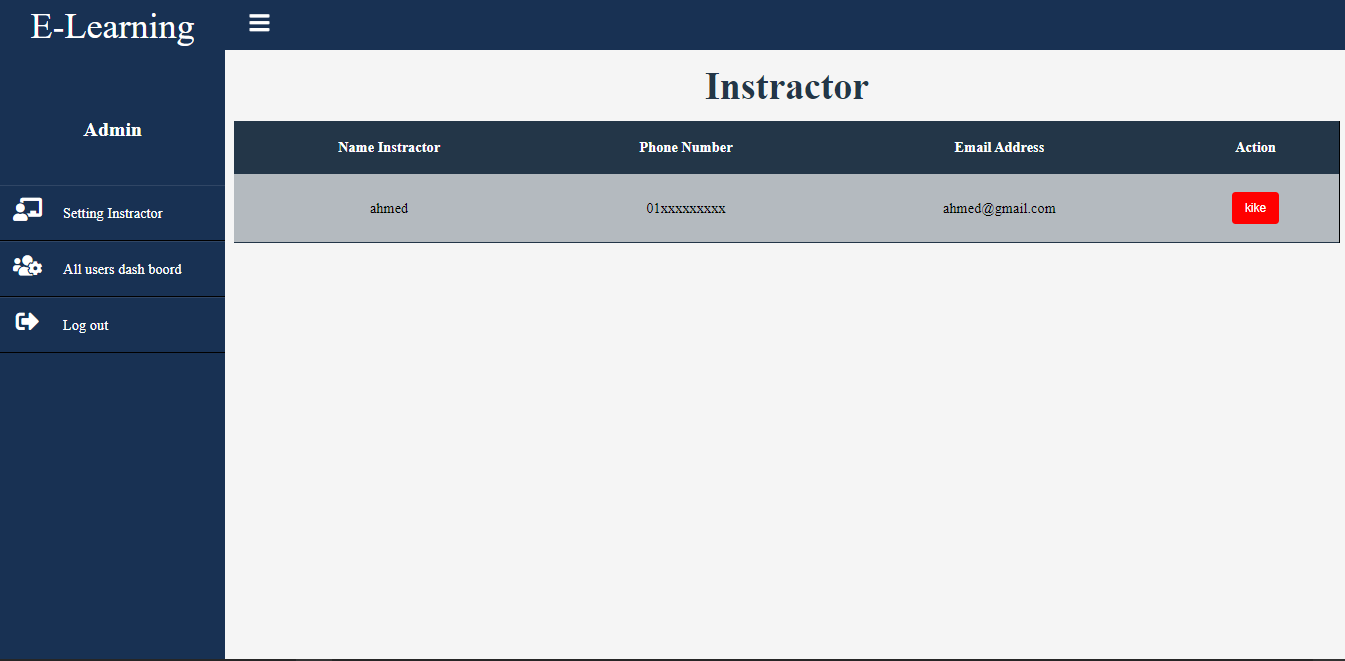 E-Learning
Admin
Setting Instractor
All users dash boord
Log out
Instractor
Name Instractor Phone Number Email Address Action
ahmed 01xxxxxxxxx ahmed@gmail.com kike